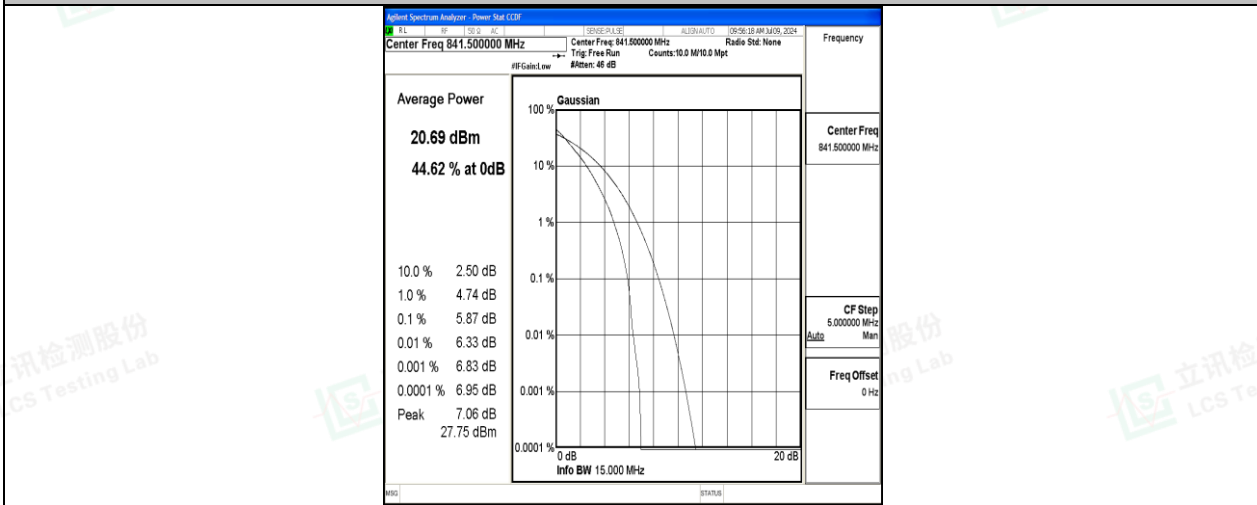 Agilent Spectrum Analyzer - Power Stat CCDF
RL RF 50 Ω AC SENSE:PULSE ALIGN AUTO 09:56:18 AM Jul 09, 2024
Center Freq 841.500000 MHz
Center Freq: 841.500000 MHz Radio Std: None
Trig: Free Run Counts:10.0 M/10.0 Mpt
#IFGain:Low #Atten: 46 dB
Frequency
Average Power
20.69 dBm
44.62 % at 0dB
10.0 % 2.50 dB
1.0 % 4.74 dB
0.1 % 5.87 dB
0.01 % 6.33 dB
0.001 % 6.83 dB
0.0001 % 6.95 dB
Peak 7.06 dB
27.75 dBm
Gaussian
100 %
10 %
1 %
0.1 %
0.01 %
0.001 %
0.0001 %
0 dB 20 dB
Info BW 15.000 MHz
Center Freq
841.500000 MHz
CF Step
5.000000 MHz
Auto Man
Freq Offset
0 Hz
MSG STATUS
讯检测股份
LCS Testing Lab
股份
ng Lab
立讯检
LCS Te